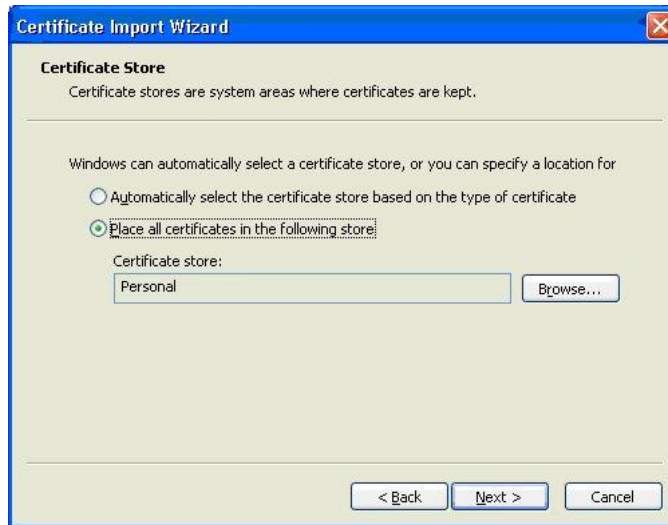 Certificate Import Wizard
Certificate Store
Certificate stores are system areas where certificates are kept.
Windows can automatically select a certificate store, or you can specify a location for
Automatically select the certificate store based on the type of certificate
Place all certificates in the following store
Certificate store:
Personal
Browse...
< Back Next > Cancel